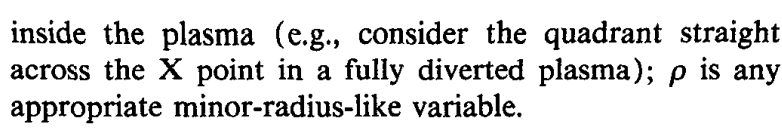 inside the plasma (e.g., consider the quadrant straight
across the X point in a fully diverted plasma); ρ is any
appropriate minor-radius-like variable.